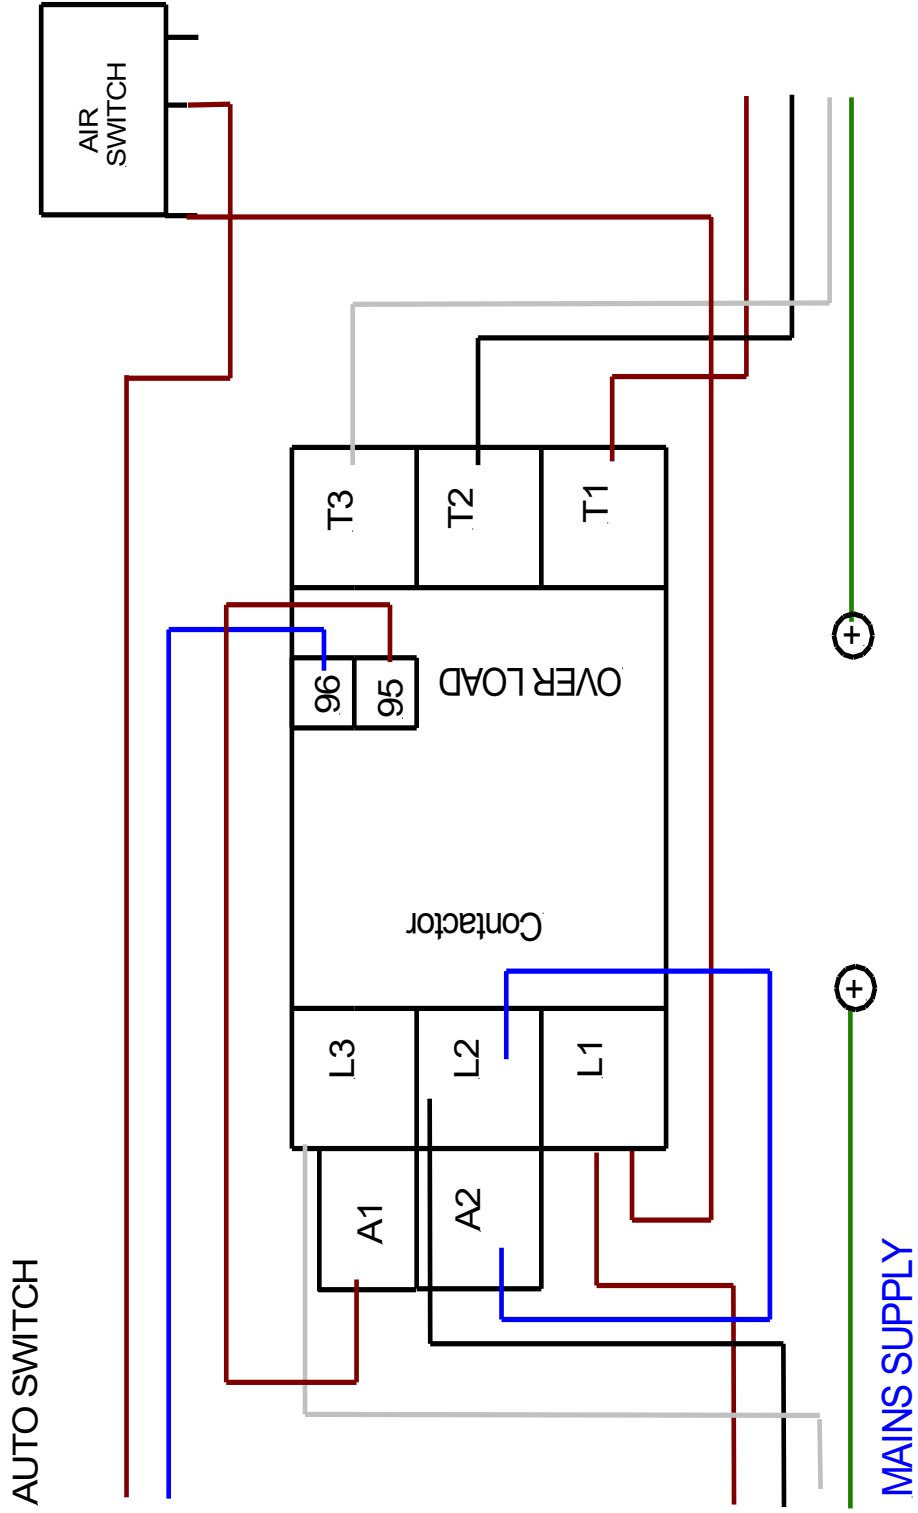 AIR
SWITCH
T3
T2
T1
96
95
OVER LOAD
Contactor
L3
L2
L1
A1
A2
AUTO SWITCH
MAINS SUPPLY